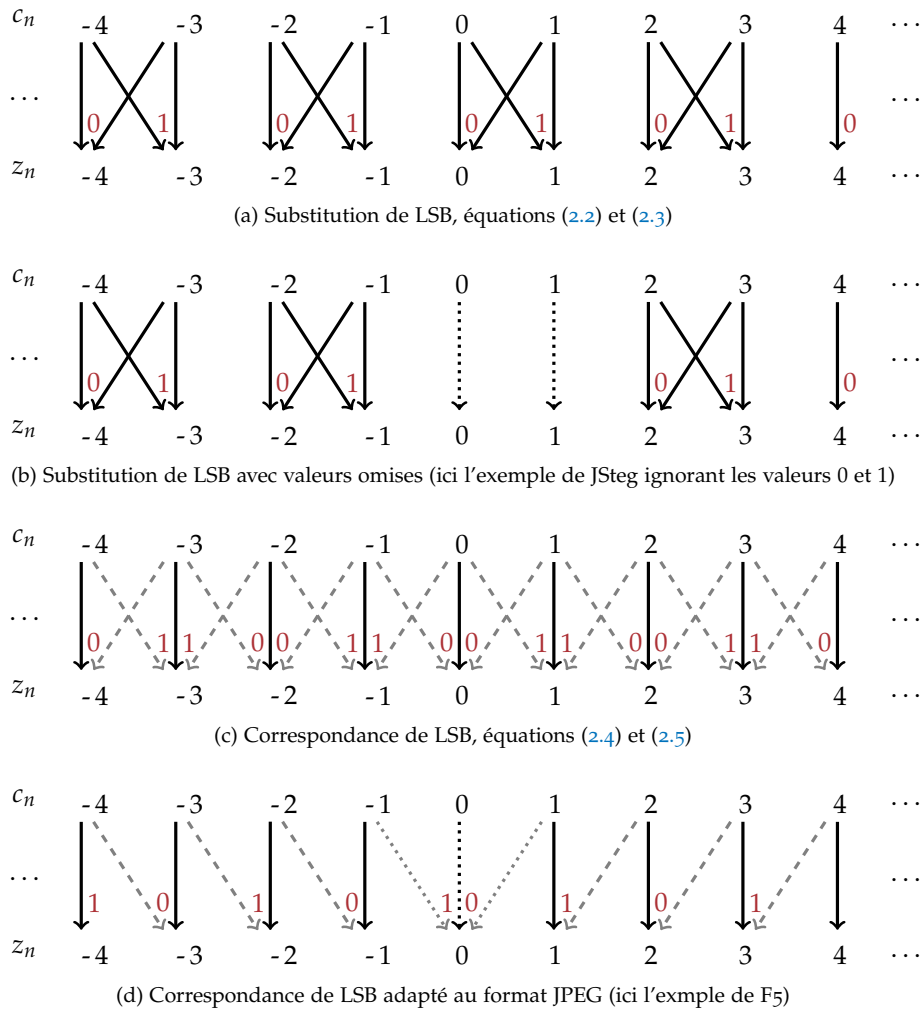 cₙ -4 -3 -2 -1 0 1 2 3 4 ...
... 0 1 0 1 0 1 0 1 0 ...
zₙ -4 -3 -2 -1 0 1 2 3 4 ...
(a) Substitution de LSB, équations (2.2) et (2.3)
cₙ -4 -3 -2 -1 0 1 2 3 4 ...
... 0 1 0 1 0 1 0 ...
zₙ -4 -3 -2 -1 0 1 2 3 4 ...
(b) Substitution de LSB avec valeurs omises (ici l'exemple de JSteg ignorant les valeurs 0 et 1)
cₙ -4 -3 -2 -1 0 1 2 3 4 ...
... 0 1 1 0 0 1 1 0 0 1 1 0 0 1 1 0 ...
zₙ -4 -3 -2 -1 0 1 2 3 4 ...
(c) Correspondance de LSB, équations (2.4) et (2.5)
cₙ -4 -3 -2 -1 0 1 2 3 4 ...
... 1 0 1 0 1 0 1 0 1 ...
zₙ -4 -3 -2 -1 0 1 2 3 4 ...
(d) Correspondance de LSB adapté au format JPEG (ici l'exmple de F5)